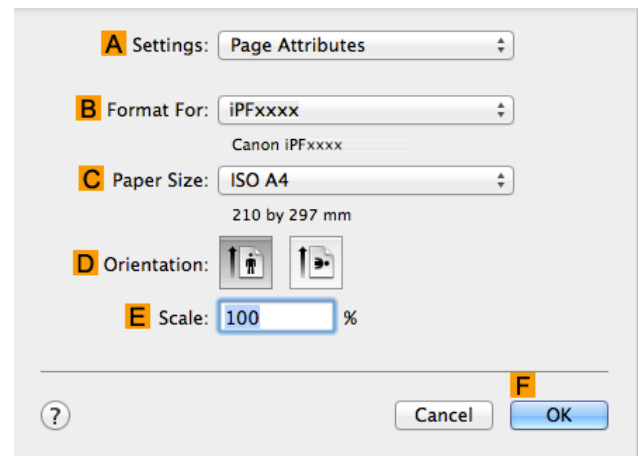 A Settings: Page Attributes
B Format For: iPFxxxx
Canon iPFxxxx
C Paper Size: ISO A4
210 by 297 mm
D Orientation:
E Scale: 100 %
F
? Cancel OK